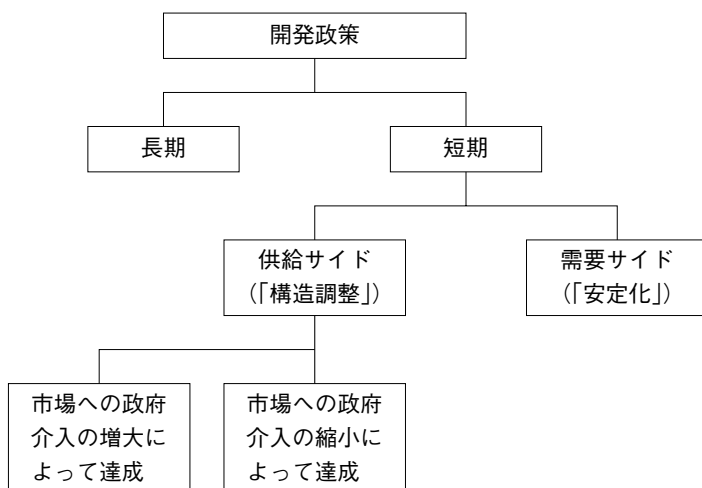 開発政策
長期
短期
供給サイド
（「構造調整」）
需要サイド
（「安定化」）
市場への政府
介入の増大に
よって達成
市場への政府
介入の縮小に
よって達成